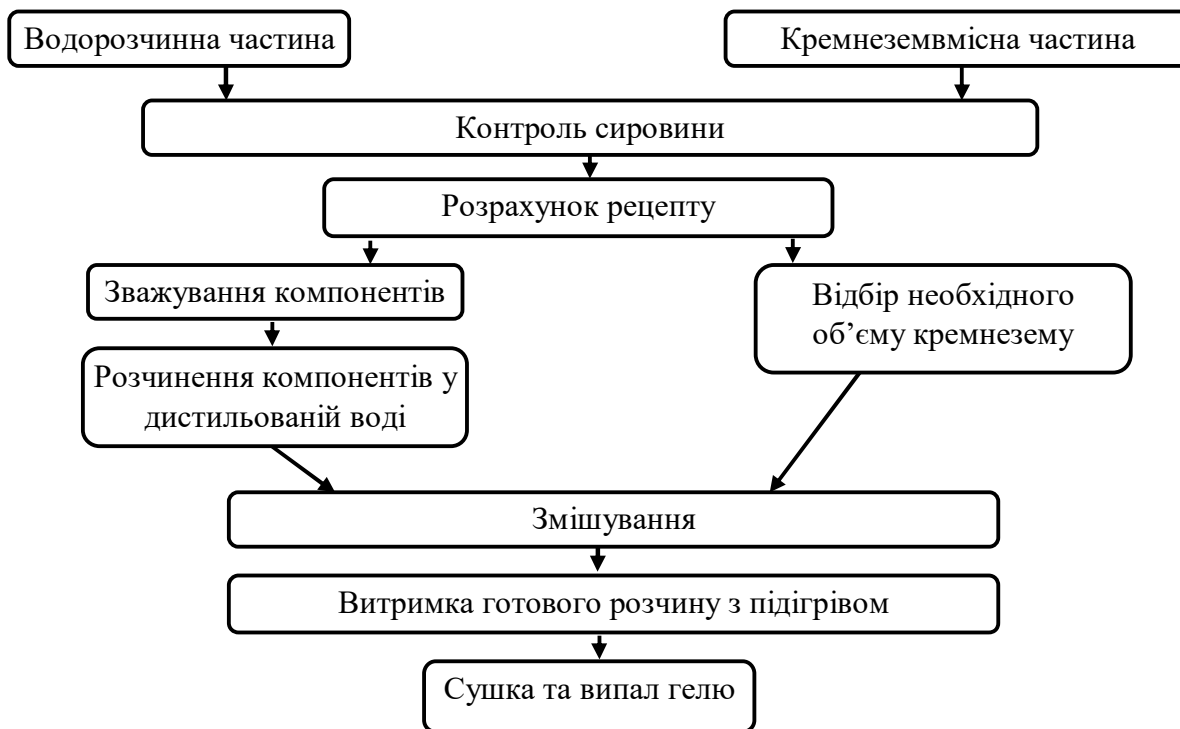 Водорозчинна частина
Кремнеземвмісна частина
Контроль сировини
Розрахунок рецепту
Зважування компонентів
Відбір необхідного
об’єму кремнезему
Розчинення компонентів у
дистильованій воді
Змішування
Витримка готового розчину з підігрівом
Сушка та випал гелю